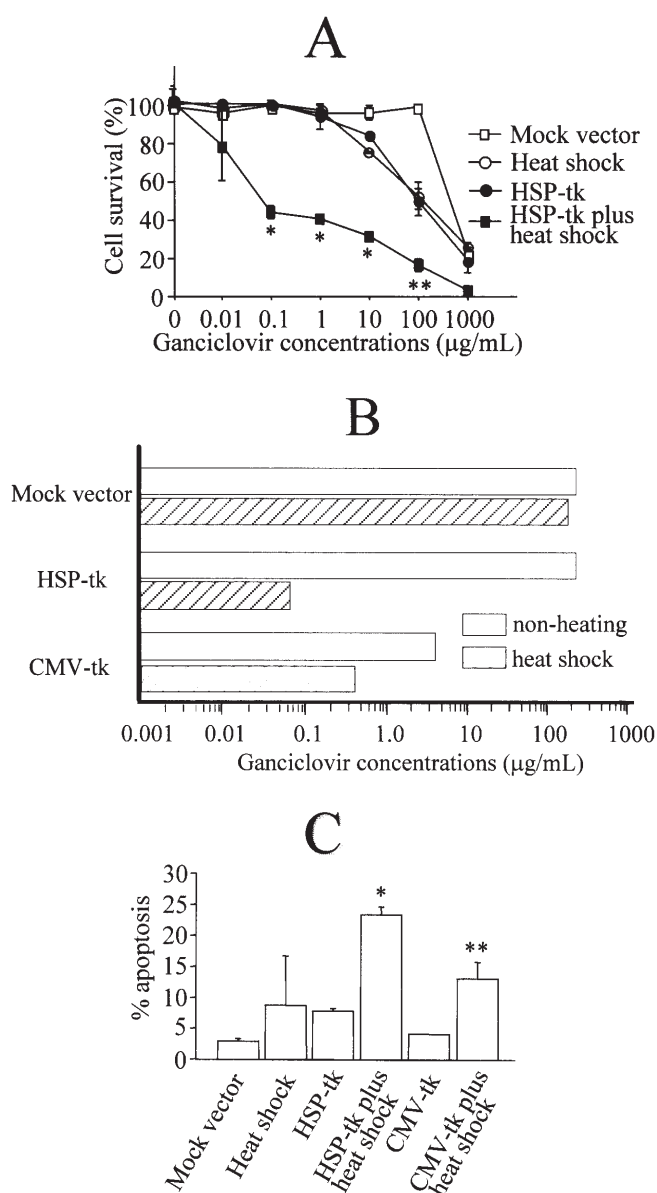 A
Cell survival (%)
100
80
60
40
20
0
Mock vector
Heat shock
HSP-tk
HSP-tk plus
heat shock
*
*
*
**
0 0.01 0.1 1 10 100 1000
Ganciclovir concentrations (µg/mL)
B
Mock vector
HSP-tk
CMV-tk
non-heating
heat shock
0.001 0.01 0.1 1.0 10 100 1000
Ganciclovir concentrations (µg/mL)
C
% apoptosis
30
25
20
15
10
5
0
*
**
Mock vector
Heat shock
HSP-tk
HSP-tk plus
heat shock
CMV-tk
CMV-tk plus
heat shock